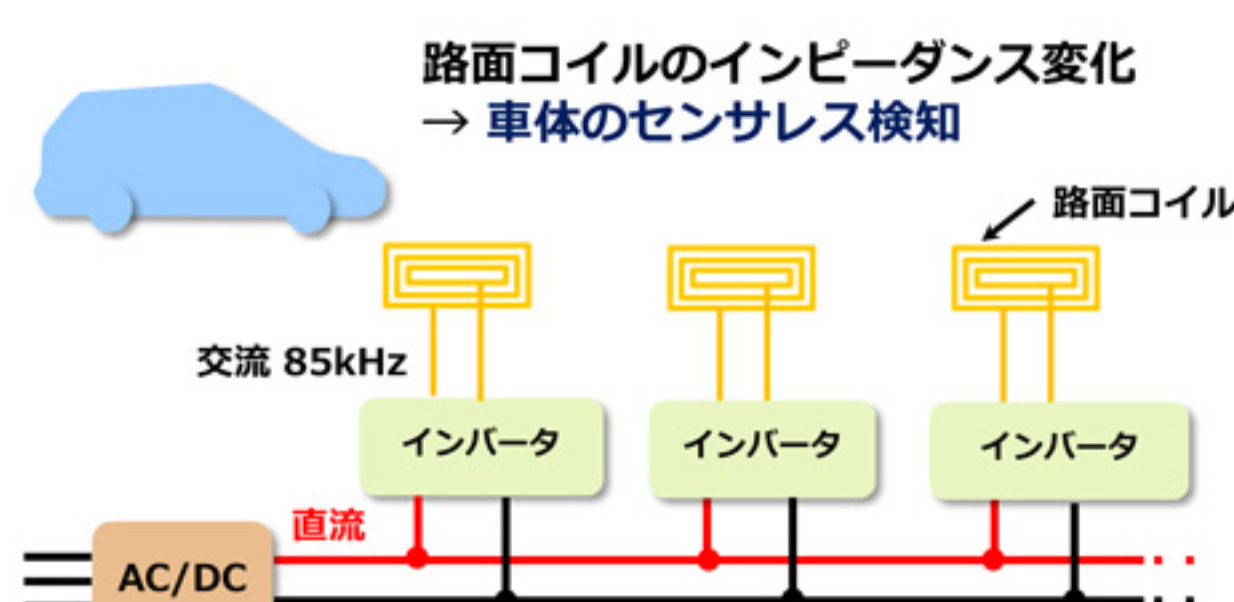 路面コイルのインピーダンス変化
→ 車体のセンサレス検知
路面コイル
交流 85kHz
インバータ
インバータ
インバータ
直流
AC/DC